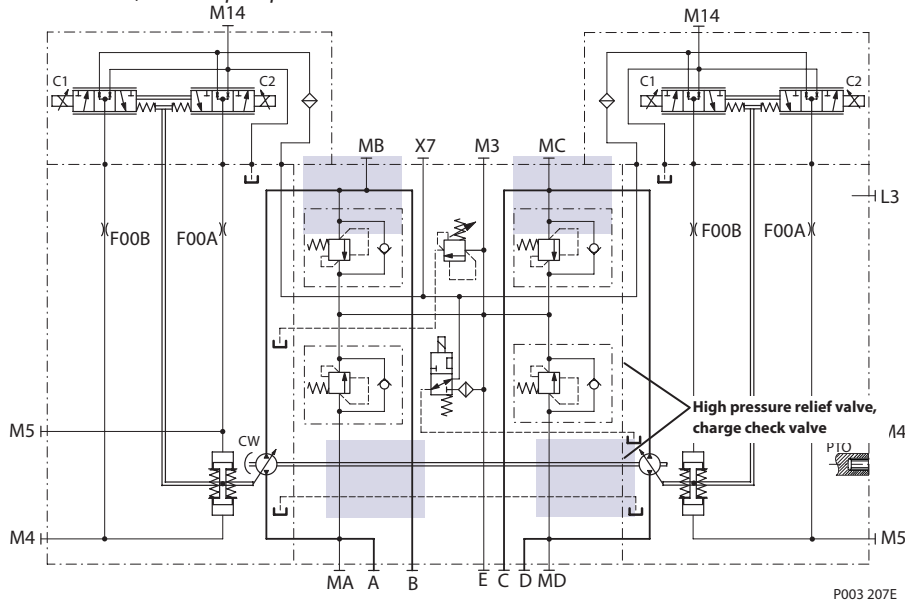 M14
M14
C1
C2
C1
C2
MB
X7
M3
MC
L3
F00B
F00A
F00B
F00A
High pressure relief valve,
charge check valve
M5
CW
PTO
M4
M5
MA
A
B
E
C
D
MD
P003 207E